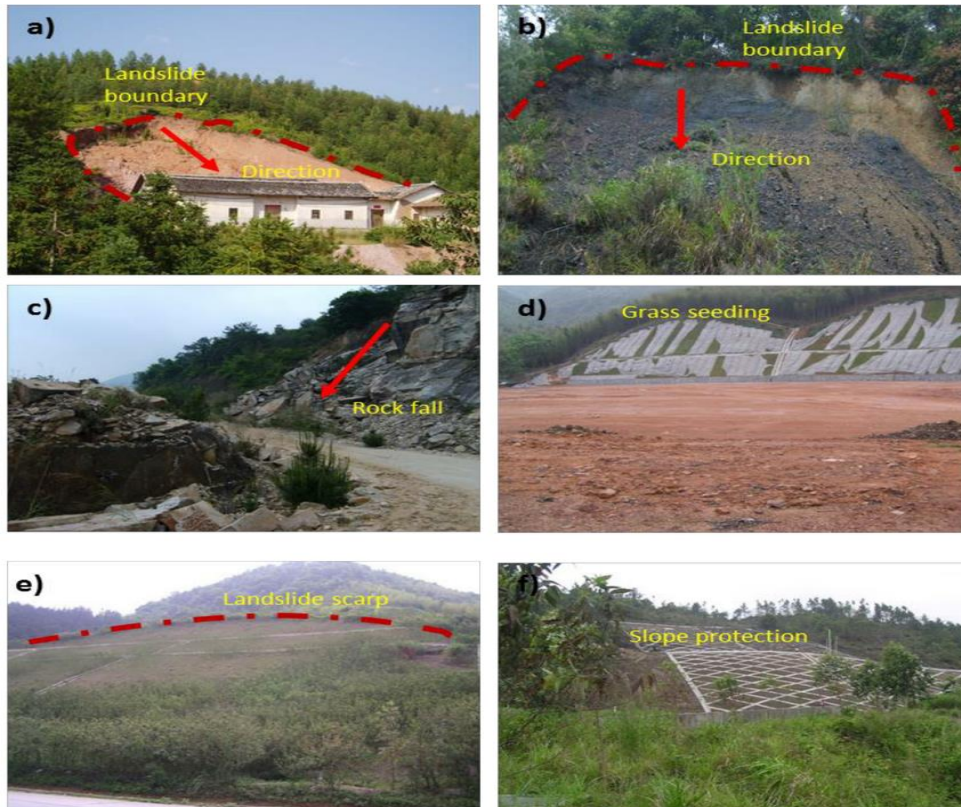 a)
Landslide
boundary
Direction
b)
Landslide
boundary
Direction
c)
Rock fall
d)
Grass seeding
e)
Landslide scarp
f)
Slope protection